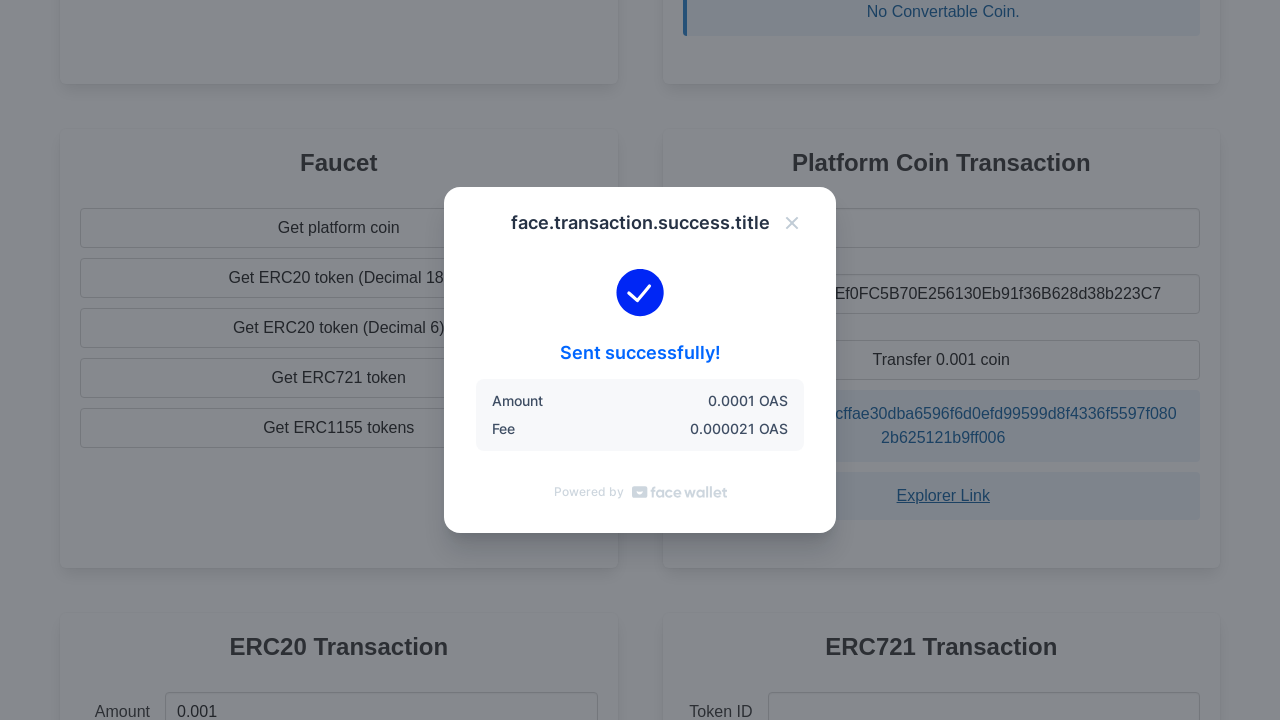 No Convertable Coin.
Faucet
Platform Coin Transaction
Get platform coin
Get ERC20 token (Decimal 18
Get ERC20 token (Decimal 6)
Get ERC721 token
Get ERC1155 tokens
Ef0FC5B70E256130Eb91f36B628d38b223C7
Transfer 0.001 coin
cffae30dba6596f6d0efd99599d8f4336f5597f080
2b625121b9ff006
Explorer Link
face.transaction.success.title
Sent successfully!
Amount 0.0001 OAS
Fee 0.000021 OAS
Powered by face wallet
ERC20 Transaction
ERC721 Transaction
Amount 0.001
Token ID